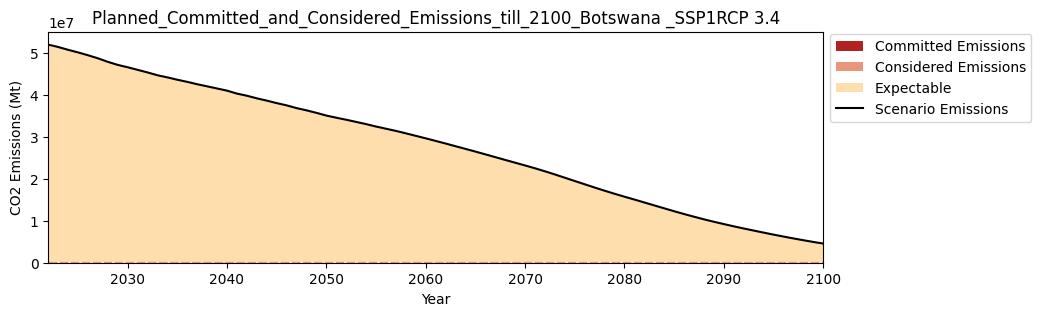 Planned_Committed_and_Considered_Emissions_till_2100_Botswana _SSP1RCP 3.4
1e7
5
4
3
2
1
0
CO2 Emissions (Mt)
2030 2040 2050 2060 2070 2080 2090 2100
Year
Committed Emissions
Considered Emissions
Expectable
Scenario Emissions